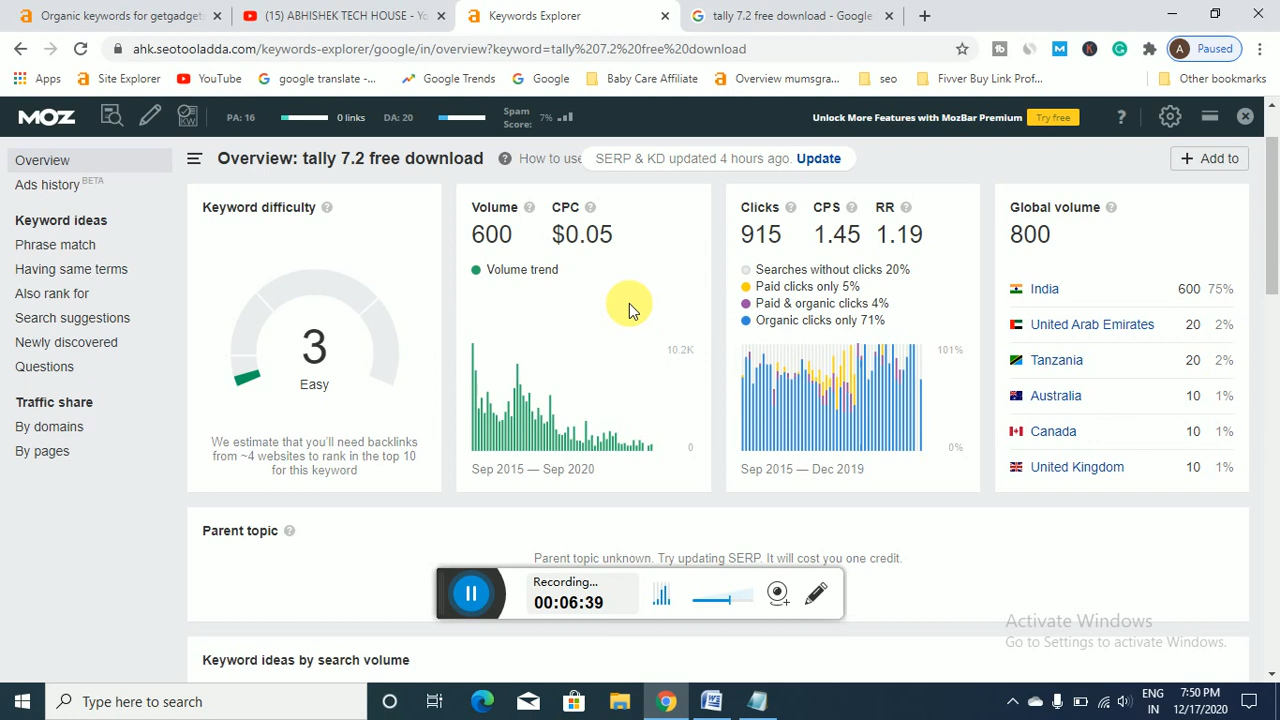 Organic keywords for getgadgets
(15) ABHISHEK TECH HOUSE - Yo
Keywords Explorer
tally 7.2 free download - Google
ahk.seotooladda.com/keywords-explorer/google/in/overview?keyword=tally%207.2%20free%20download
A Paused
Apps
Site Explorer
YouTube
google translate -...
Google Trends
Google
Baby Care Affiliate
Overview mumsgra...
seo
Fivver Buy Link Prof...
Other bookmarks
MOZ
PA: 16
0 links
DA: 20
Spam
Score:
7%
Unlock More Features with MozBar Premium
Try free
Overview
Ads history BETA
Keyword ideas
Phrase match
Having same terms
Also rank for
Search suggestions
Newly discovered
Questions
Traffic share
By domains
By pages
Overview: tally 7.2 free download
How to use
SERP & KD updated 4 hours ago. Update
+ Add to
Keyword difficulty
3
Easy
We estimate that you'll need backlinks
from ~4 websites to rank in the top 10
for this keyword
Volume CPC
600 $0.05
Volume trend
10.2K
0
Sep 2015 — Sep 2020
Clicks CPS RR
915 1.45 1.19
Searches without clicks 20%
Paid clicks only 5%
Paid & organic clicks 4%
Organic clicks only 71%
101%
0%
Sep 2015 — Dec 2019
Global volume
800
India 600 75%
United Arab Emirates 20 2%
Tanzania 20 2%
Australia 10 1%
Canada 10 1%
United Kingdom 10 1%
Parent topic
Parent topic unknown. Try updating SERP. It will cost you one credit.
Recording...
00:06:39
Activate Windows
Go to Settings to activate Windows.
Keyword ideas by search volume
Type here to search
ENG
IN
7:50 PM
12/17/2020